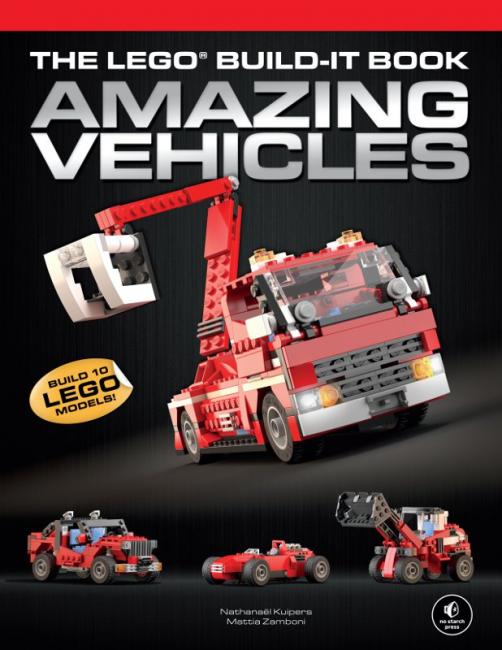 THE LEGO® BUILD-IT BOOK
AMAZING
VEHICLES
BUILD 10
LEGO
MODELS!
Nathanaël Kuipers
Mattia Zamboni
no starch
press